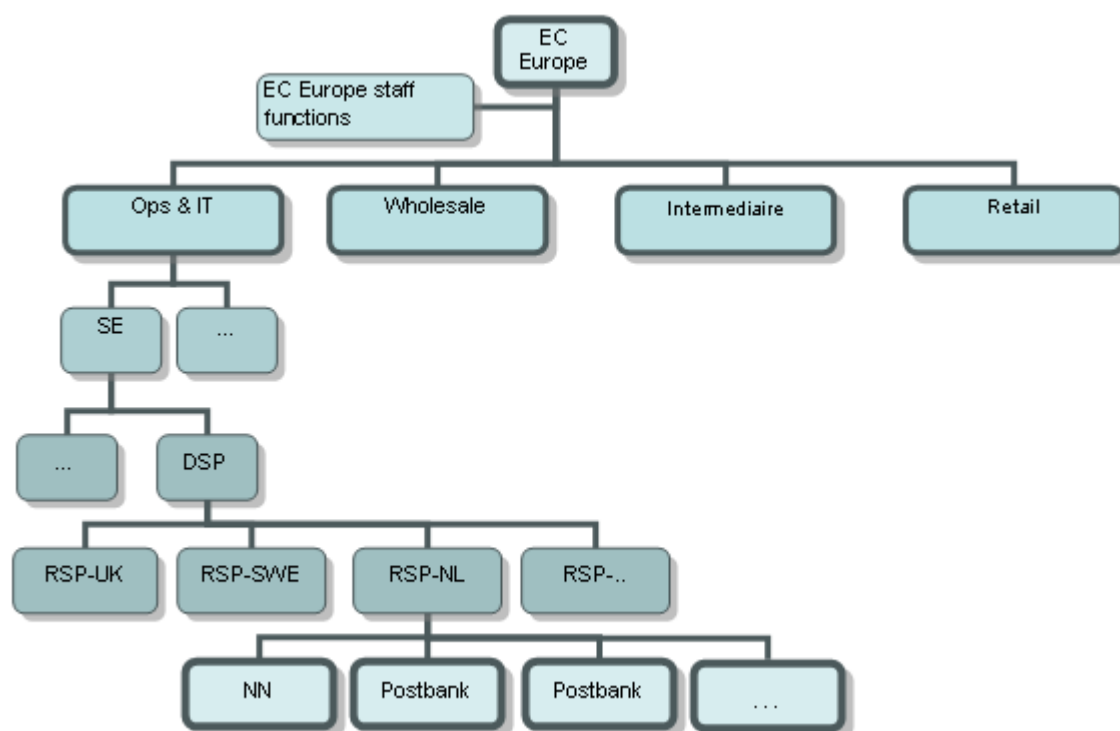 EC
Europe
EC Europe staff
functions
Ops & IT
Wholesale
Intermediaire
Retail
SE
...
...
DSP
RSP-UK
RSP-SWE
RSP-NL
RSP-..
NN
Postbank
Postbank
...